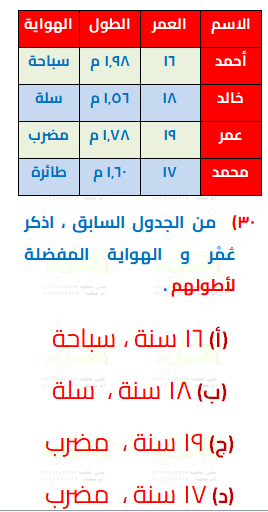 الاسم العمر الطول الهواية
أحمد ١٦ ١,٩٨ م سباحة
خالد ١٨ ١,٥٦ م سلة
عمر ١٩ ١,٧٨ م مضرب
محمد ١٧ ١,٦٠ م طائرة
٣٠) من الجدول السابق ، اذكر
عُمْر و الهواية المفضلة
لأطولهم .
(أ) ١٦ سنة ، سباحة
(ب) ١٨ سنة ، سلة
(ج) ١٩ سنة ، مضرب
(د) ١٧ سنة ، مضرب